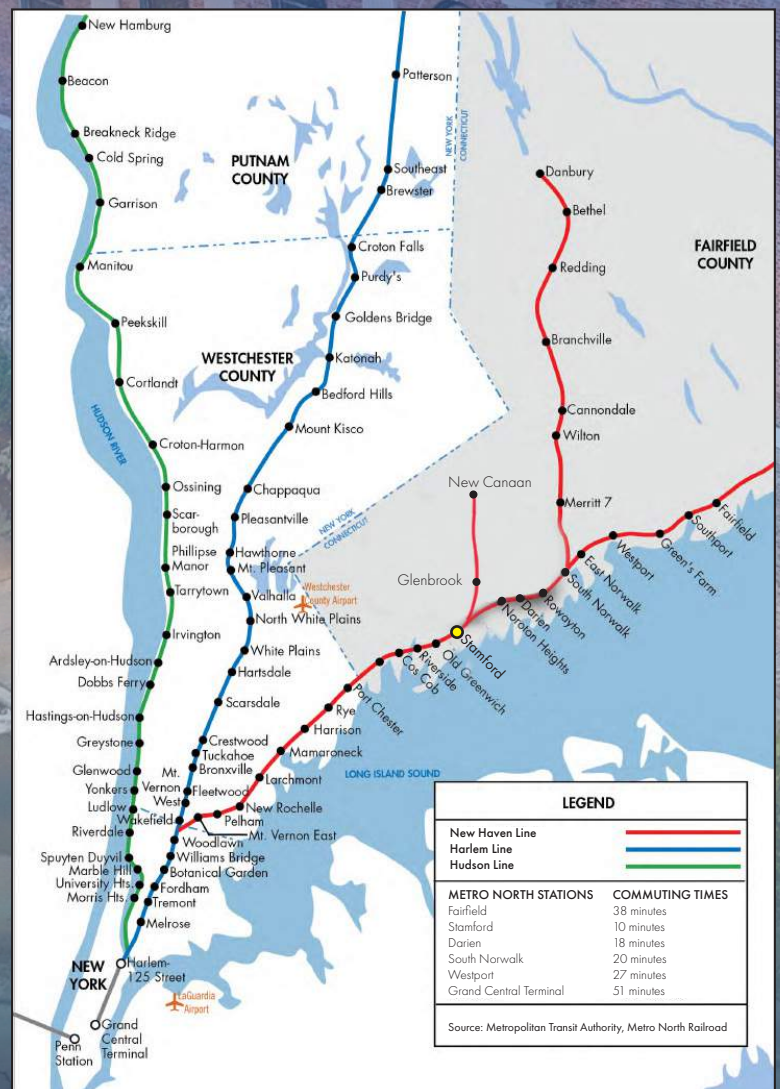 New Hamburg
Beacon
Breakneck Ridge
Cold Spring
Garrison
Manitou
Peekskill
Cortlandt
Croton-Harmon
Ossining
Scar-
borough
Phillipse
Manor
Tarrytown
Irvington
Ardsley-on-Hudson
Dobbs Ferry
Hastings-on-Hudson
Greystone
Glenwood
Yonkers
Ludlow
Riverdale
Spuyten Duyvil
Marble Hill
University Hts.
Morris Hts.
HUDSON RIVER
PUTNAM
COUNTY
WESTCHESTER
COUNTY
Patterson
Southeast
Brewster
Croton Falls
Purdy's
Goldens Bridge
Katonah
Bedford Hills
Mount Kisco
Chappaqua
Pleasantville
Hawthorne
Mt. Pleasant
Valhalla
North White Plains
White Plains
Hartsdale
Scarsdale
Crestwood
Tuckahoe
Bronxville
Fleetwood
Mt.
Vernon
West
Wakefield
Woodlawn
Williams Bridge
Botanical Garden
Fordham
Tremont
Melrose
Harlem-
125 Street
NEW
YORK
Grand
Central
Terminal
Penn
Station
LaGuardia
Airport
Westchester
County Airport
NEW YORK
CONNECTICUT
NEW YORK
CONNECTICUT
FAIRFIELD
COUNTY
Danbury
Bethel
Redding
Branchville
Cannondale
Wilton
Merritt 7
New Canaan
Glenbrook
Fairfield
Southport
Green's Farm
Westport
East Norwalk
South Norwalk
Rowayton
Darien
Noroton Heights
Stamford
Old Greenwich
Riverside
Cos Cob
Port Chester
Rye
Harrison
Mamaroneck
Larchmont
New Rochelle
Pelham
Mt. Vernon East
LONG ISLAND SOUND
LEGEND
New Haven Line
Harlem Line
Hudson Line
METRO NORTH STATIONS COMMUTING TIMES
Fairfield 38 minutes
Stamford 10 minutes
Darien 18 minutes
South Norwalk 20 minutes
Westport 27 minutes
Grand Central Terminal 51 minutes
Source: Metropolitan Transit Authority, Metro North Railroad